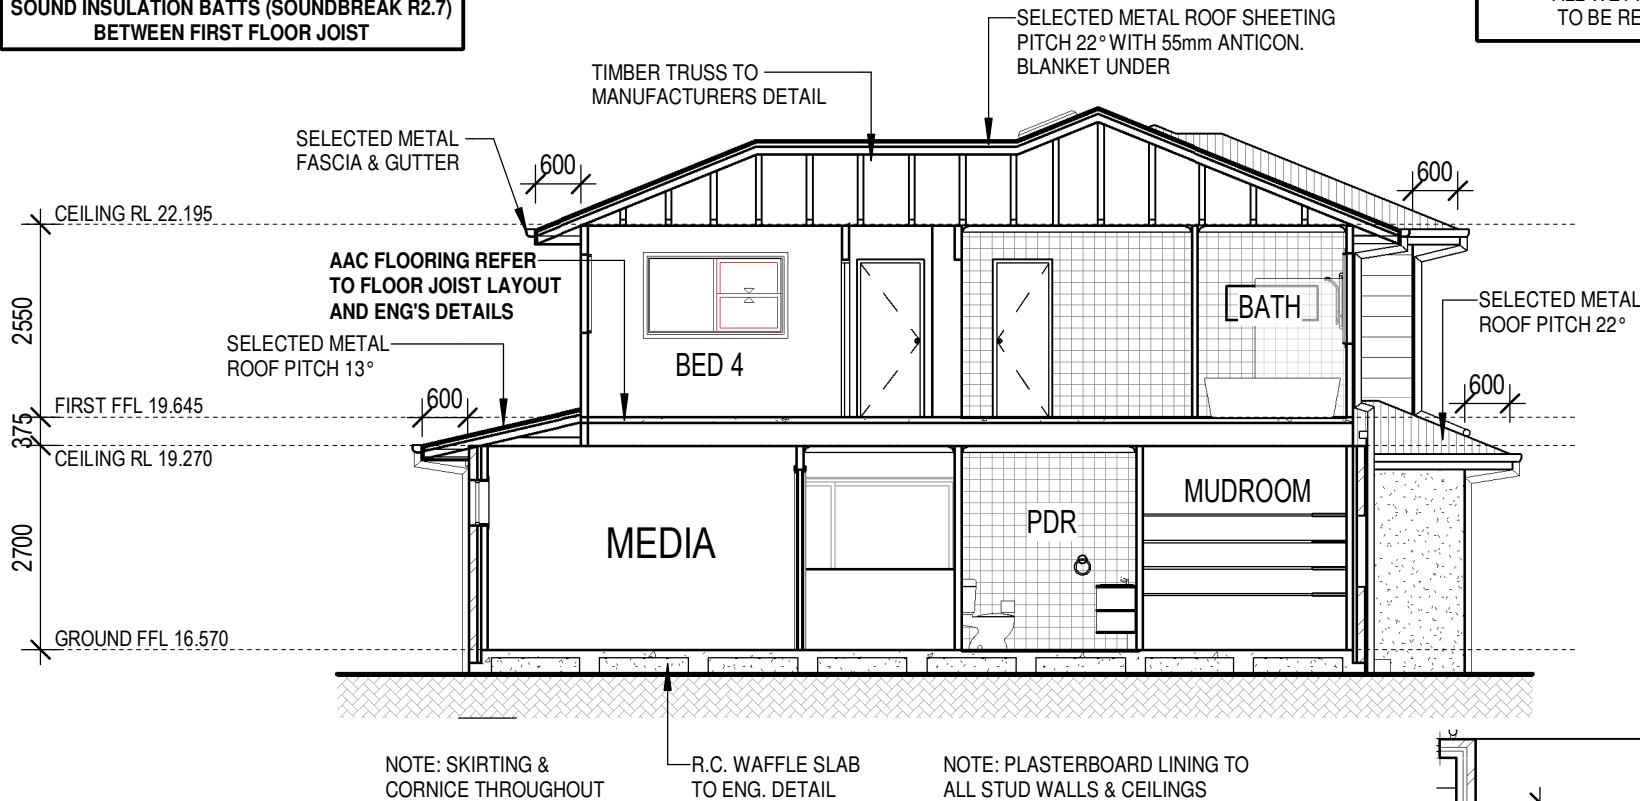 SOUND INSULATION BATTS (SOUNDBREAK R2.7)
BETWEEN FIRST FLOOR JOIST
TO BE RE
SELECTED METAL ROOF SHEETING
PITCH 22° WITH 55mm ANTICON.
BLANKET UNDER
TIMBER TRUSS TO
MANUFACTURERS DETAIL
SELECTED METAL
FASCIA & GUTTER
600
600
CEILING RL 22.195
AAC FLOORING REFER
TO FLOOR JOIST LAYOUT
AND ENG'S DETAILS
BATH
SELECTED METAL
ROOF PITCH 22°
2550
SELECTED METAL
ROOF PITCH 13°
BED 4
600
600
FIRST FFL 19.645
375
CEILING RL 19.270
MUDROOM
PDR
MEDIA
2700
GROUND FFL 16.570
NOTE: SKIRTING &
CORNICE THROUGHOUT
R.C. WAFFLE SLAB
TO ENG. DETAIL
NOTE: PLASTERBOARD LINING TO
ALL STUD WALLS & CEILINGS